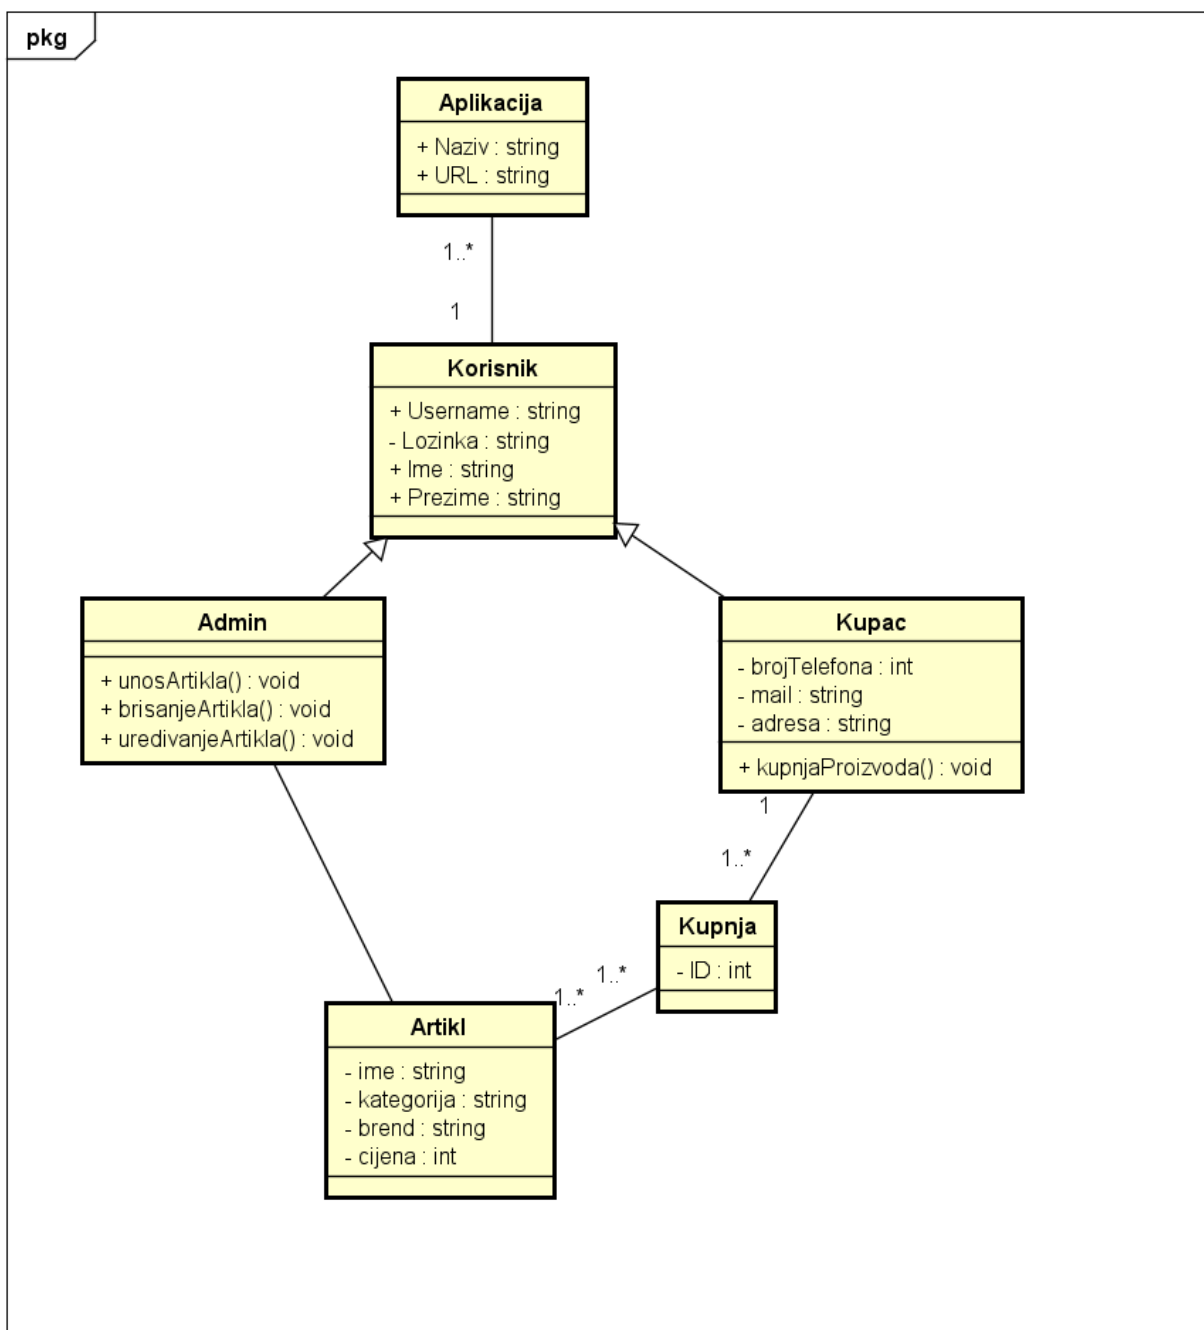 pkg
Aplikacija
+ Naziv : string
+ URL : string
1..*
1
Korisnik
+ Username : string
- Lozinka : string
+ Ime : string
+ Prezime : string
Admin
+ unosArtikla() : void
+ brisanjeArtikla() : void
+ uredivanjeArtikla() : void
Kupac
- brojTelefona : int
- mail : string
- adresa : string
+ kupnjaProizvoda() : void
1
1..*
Kupnja
- ID : int
1..*
1..*
Artikl
- ime : string
- kategorija : string
- brend : string
- cijena : int